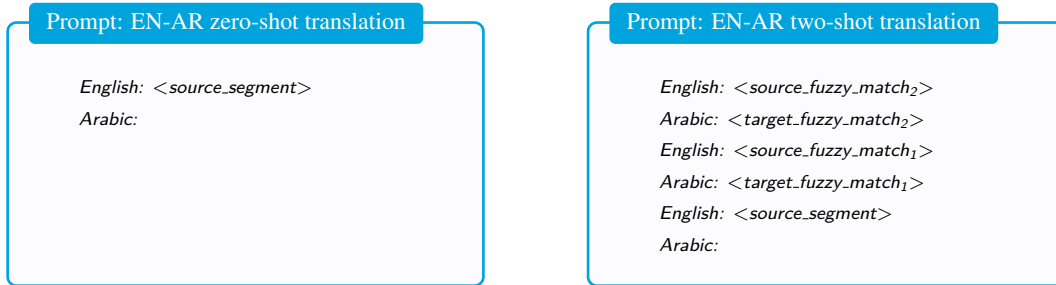 Prompt: EN-AR zero-shot translation
English: <source_segment>
Arabic:
Prompt: EN-AR two-shot translation
English: <source_fuzzy_match₂>
Arabic: <target_fuzzy_match₂>
English: <source_fuzzy_match₁>
Arabic: <target_fuzzy_match₁>
English: <source_segment>
Arabic: